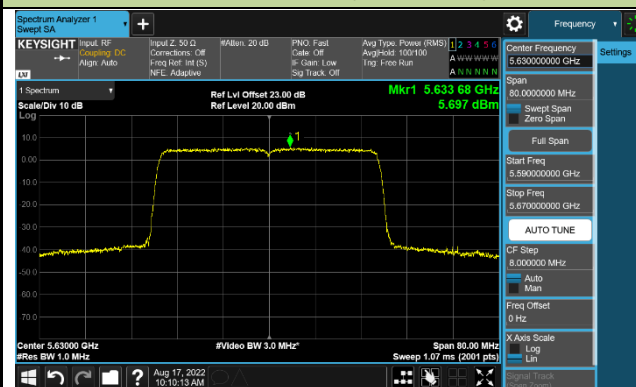 Spectrum Analyzer 1
Swept SA
Frequency
KEYSIGHT
Input: RF
Coupling: DC
Align: Auto
LXI
Input Z: 50 Ω
Corrections: Off
Freq Ref: Int (S)
NFE: Adaptive
#Atten: 20 dB
PNO: Fast
Gate: Off
IF Gain: Low
Sig Track: Off
Avg Type: Power (RMS)
Avg|Hold: 100/100
Trig: Free Run
1 2 3 4 5 6
A W W W W W
A N N N N N
Settings
1 Spectrum
Scale/Div 10 dB
Log
Ref Lvl Offset 23.00 dB
Ref Level 20.00 dBm
Mkr1 5.633 68 GHz
5.697 dBm
1
10.0
0.00
-10.0
-20.0
-30.0
-40.0
-50.0
-60.0
-70.0
Center 5.63000 GHz
#Res BW 1.0 MHz
#Video BW 3.0 MHz*
Span 80.00 MHz
Sweep 1.07 ms (2001 pts)
Center Frequency
5.630000000 GHz
Span
80.0000000 MHz
Swept Span
Zero Span
Full Span
Start Freq
5.590000000 GHz
Stop Freq
5.670000000 GHz
AUTO TUNE
CF Step
8.000000 MHz
Auto
Man
Freq Offset
0 Hz
X Axis Scale
Log
Lin
Signal Track
(Span Zoom)
Aug 17, 2022
10:10:13 AM